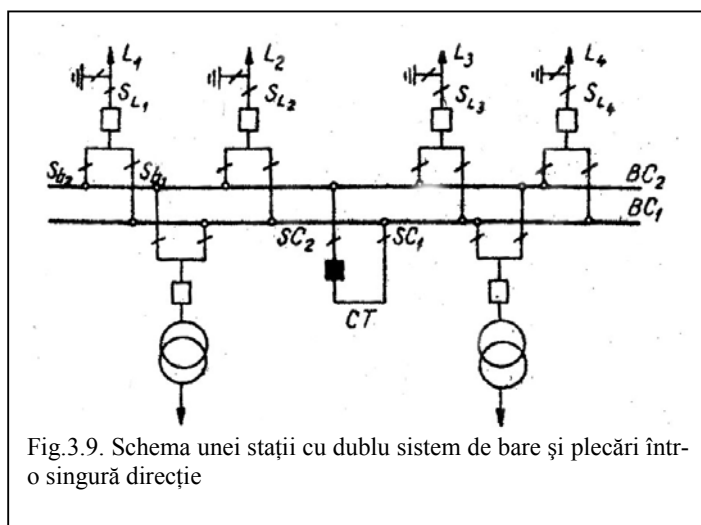 L1 L2 L3 L4
SL1 SL2 SL3 SL4
Sb2 Sb1 BC2
BC1
SC2 SC1
CT
Fig.3.9. Schema unei stații cu dublu sistem de bare şi plecări într-
o singură direcție